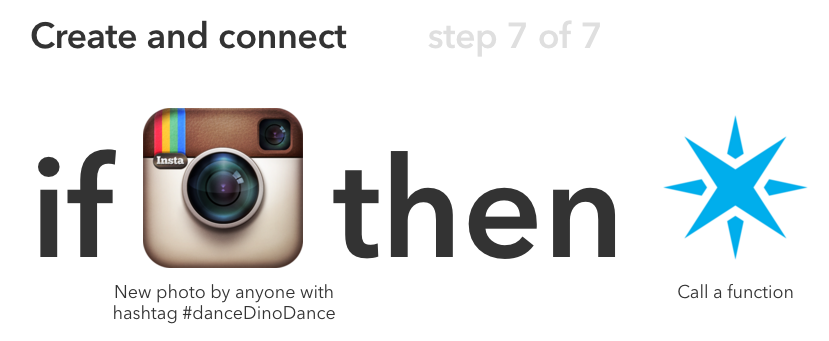 Create and connect step 7 of 7
if Insta then
New photo by anyone with
hashtag #danceDinoDance
Call a function